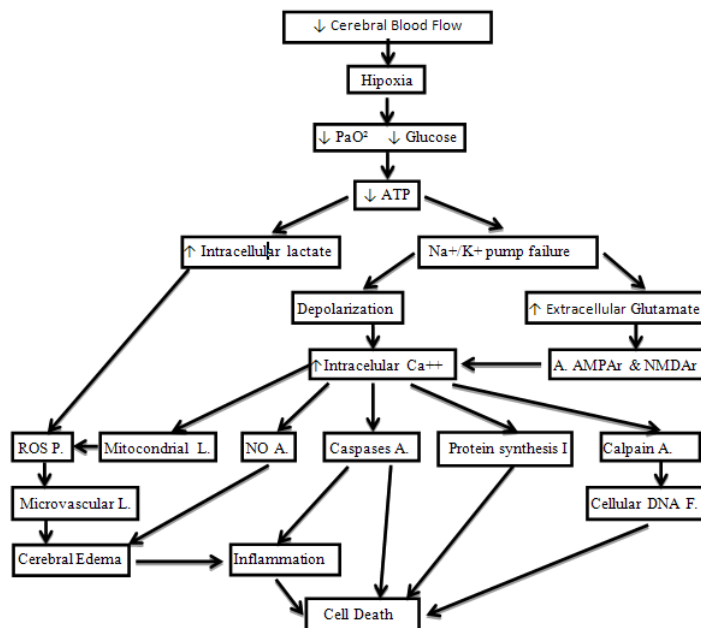 ↓ Cerebral Blood Flow
Hipoxia
↓ PaO² ↓ Glucose
↓ ATP
↑ Intracellular lactate
Na+/K+ pump failure
Depolarization
↑ Extracellular Glutamate
↑Intracelular Ca++
A. AMPAr & NMDAr
ROS P.
Mitocondrial L.
NO A.
Caspases A.
Protein synthesis I
Calpain A.
Microvascular L.
Cellular DNA F.
Cerebral Edema
Inflammation
Cell Death